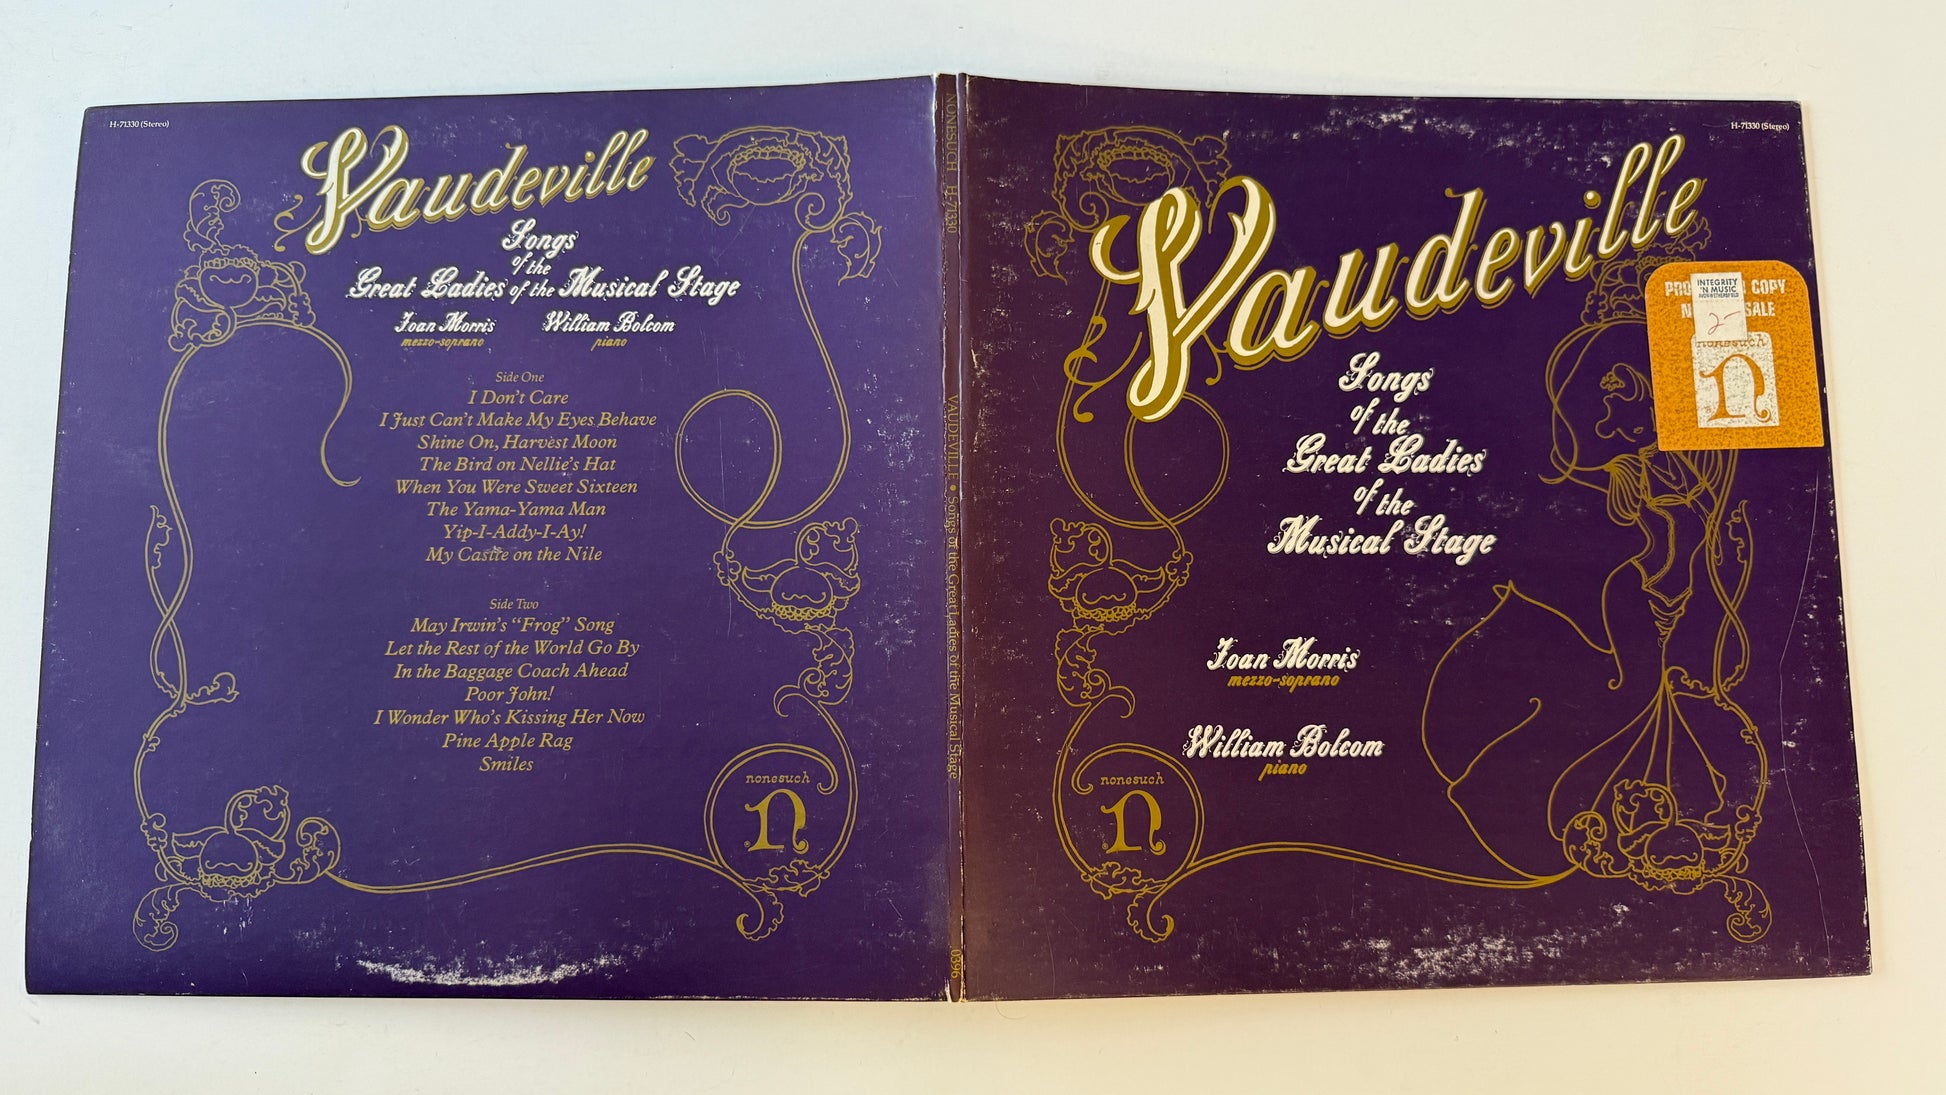 H-71330 (Stereo)
Vaudeville
Songs
of the
Great Ladies of the Musical Stage
Joan Morris
mezzo-soprano
William Bolcom
piano
Side One
I Don't Care
I Just Can't Make My Eyes Behave
Shine On, Harvest Moon
The Bird on Nellie's Hat
When You Were Sweet Sixteen
The Yama-Yama Man
Yip-I-Addy-I-Ay!
My Castle on the Nile
Side Two
May Irwin's "Frog" Song
Let the Rest of the World Go By
In the Baggage Coach Ahead
Poor John!
I Wonder Who's Kissing Her Now
Pine Apple Rag
Smiles
nonesuch
n
NONESUCH H-71330 VAUDEVILLE • Songs of the Great Ladies of the Musical Stage 0396
H-71330 (Stereo)
Vaudeville
Songs
of the
Great Ladies
of the
Musical Stage
Joan Morris
mezzo-soprano
William Bolcom
piano
nonesuch
n
COPY
SALE
INTEGRITY
'N MUSIC
2-
nonesuch
n